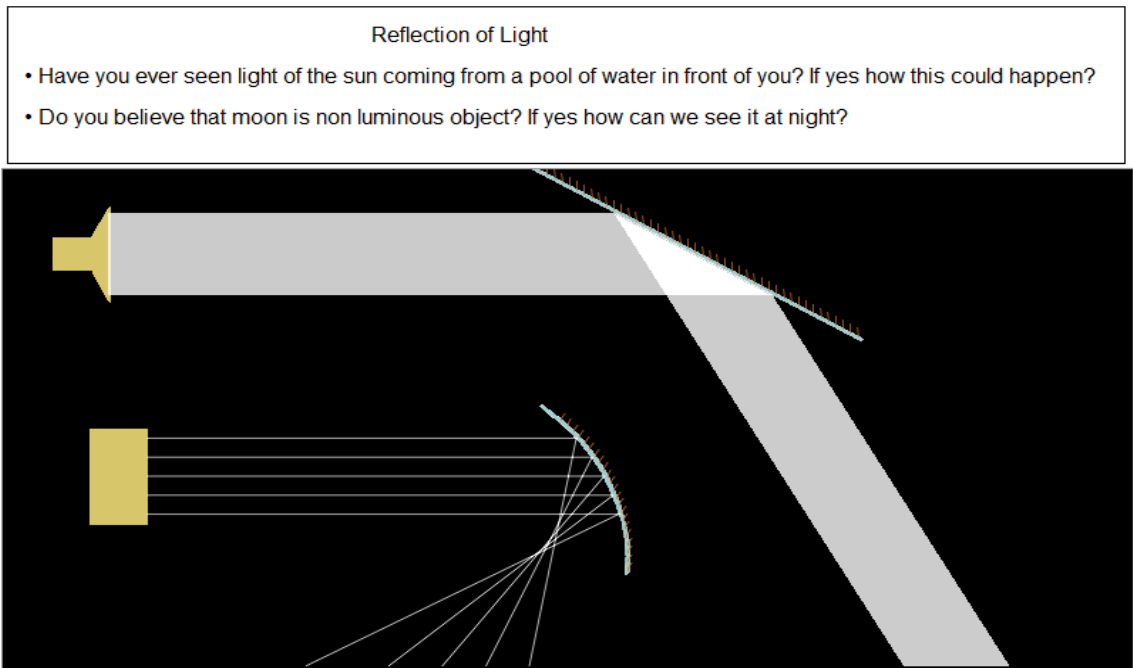 Reflection of Light
• Have you ever seen light of the sun coming from a pool of water in front of you? If yes how this could happen?
• Do you believe that moon is non luminous object? If yes how can we see it at night?